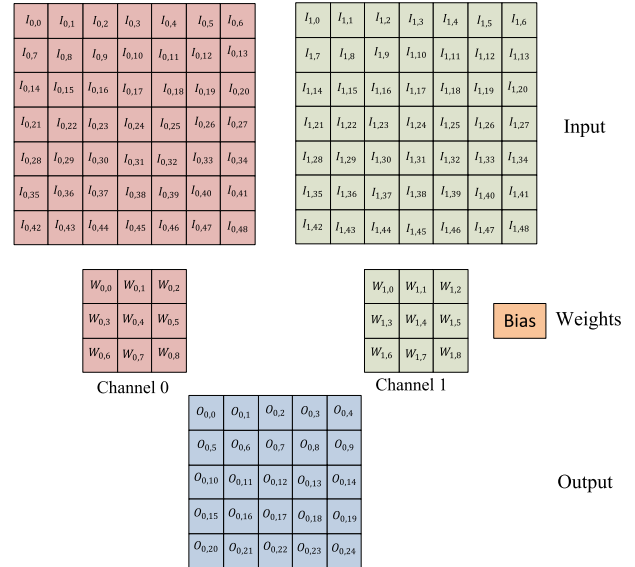 I0,0 I0,1 I0,2 I0,3 I0,4 I0,5 I0,6 I1,0 I1,1 I1,2 I1,3 I1,4 I1,5 I1,6
I0,7 I0,8 I0,9 I0,10 I0,11 I0,12 I0,13 I1,7 I1,8 I1,9 I1,10 I1,11 I1,12 I1,13
I0,14 I0,15 I0,16 I0,17 I0,18 I0,19 I0,20 I1,14 I1,15 I1,16 I1,17 I1,18 I1,19 I1,20
I0,21 I0,22 I0,23 I0,24 I0,25 I0,26 I0,27 I1,21 I1,22 I1,23 I1,24 I1,25 I1,26 I1,27 Input
I0,28 I0,29 I0,30 I0,31 I0,32 I0,33 I0,34 I1,28 I1,29 I1,30 I1,31 I1,32 I1,33 I1,34
I0,35 I0,36 I0,37 I0,38 I0,39 I0,40 I0,41 I1,35 I1,36 I1,37 I1,38 I1,39 I1,40 I1,41
I0,42 I0,43 I0,44 I0,45 I0,46 I0,47 I0,48 I1,42 I1,43 I1,44 I1,45 I1,46 I1,47 I1,48
W0,0 W0,1 W0,2 W1,0 W1,1 W1,2
W0,3 W0,4 W0,5 W1,3 W1,4 W1,5 Bias Weights
W0,6 W0,7 W0,8 W1,6 W1,7 W1,8
Channel 0 Channel 1
O0,0 O0,1 O0,2 O0,3 O0,4
O0,5 O0,6 O0,7 O0,8 O0,9
O0,10 O0,11 O0,12 O0,13 O0,14 Output
O0,15 O0,16 O0,17 O0,18 O0,19
O0,20 O0,21 O0,22 O0,23 O0,24